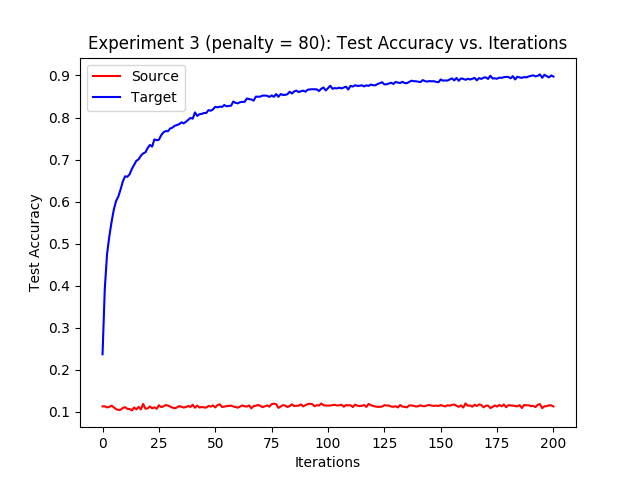 Experiment 3 (penalty = 80): Test Accuracy vs. Iterations
Source
Target
Test Accuracy
0.9
0.8
0.7
0.6
0.5
0.4
0.3
0.2
0.1
0 25 50 75 100 125 150 175 200
Iterations